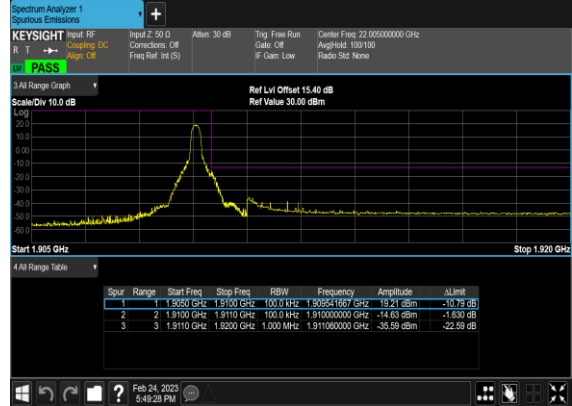 Spectrum Analyzer 1
Spurious Emissions
+
KEYSIGHT Input: RF Input Z: 50 Ω Atten: 30 dB Trig: Free Run Center Freq: 22.005000000 GHz
R T Coupling: DC Corrections: Off Gate: Off Avg|Hold: 100/100
Align: Off Freq Ref: Int (S) IF Gain: Low Radio Std: None
PASS
3 All Range Graph
Ref Lvl Offset 15.40 dB
Scale/Div 10.0 dB Ref Value 30.00 dBm
Log
20.0
10.0
0.00
-10.0
-20.0
-30.0
-40.0
-50.0
-60.0
Start 1.905 GHz Stop 1.920 GHz
4 All Range Table
Spur Range Start Freq Stop Freq RBW Frequency Amplitude ΔLimit
1 1 1.9050 GHz 1.9100 GHz 100.0 kHz 1.909541667 GHz 19.21 dBm -10.79 dB
2 2 1.9100 GHz 1.9110 GHz 100.0 kHz 1.910000000 GHz -14.63 dBm -1.630 dB
3 3 1.9110 GHz 1.9200 GHz 1.000 MHz 1.911060000 GHz -35.59 dBm -22.59 dB
? Feb 24, 2023
5:49:28 PM